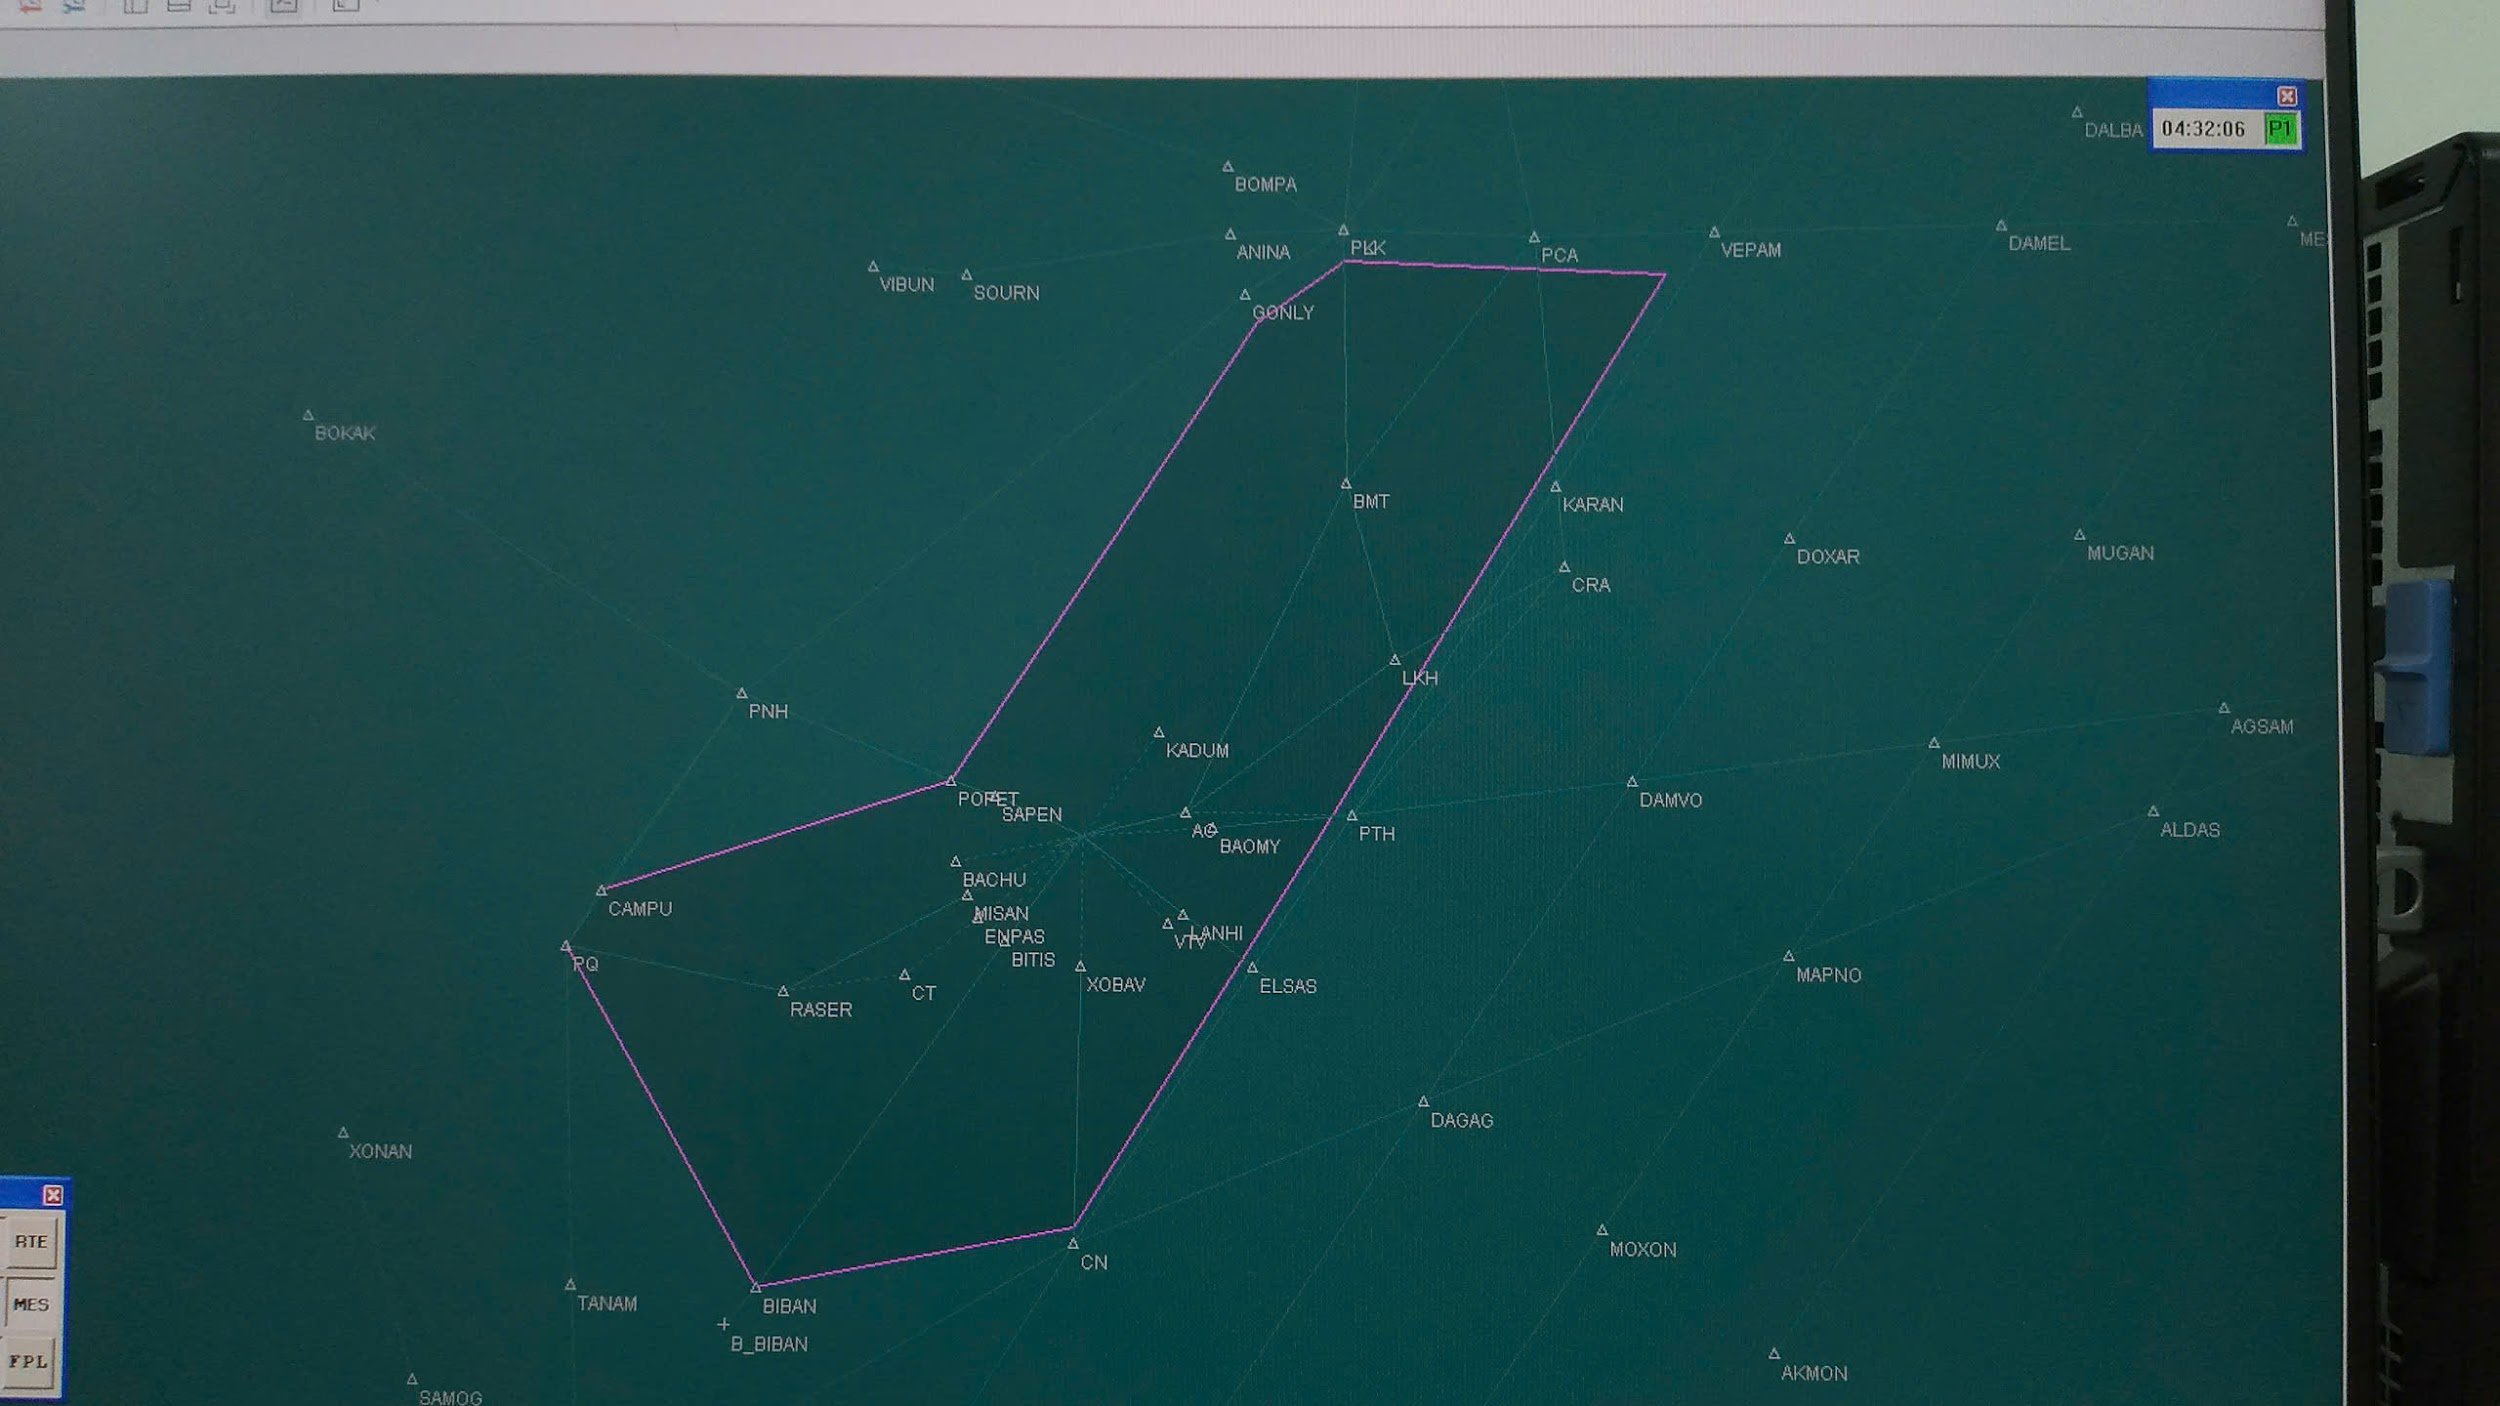 DALBA
04:32:06 P1
BOMPA
ANINA
PLK
PCA
VEPAM
DAMEL
VIBUN
SOURN
GONLY
BOKAK
BMT
KARAN
DOXAR
MUGAN
CRA
LKH
PNH
KADUM
AGSAM
MIMUX
SAPEN
DAMVO
BAOMY
PTH
ALDAS
BACHU
CAMPU
MISAN
LANHI
ENPAS
VTV
BITIS
PQ
RASER
CT
XOBAV
ELSAS
MAPNO
DAGAG
XONAN
RTE
MES
FPL
CN
MOXON
TANAM
BIBAN
B_BIBAN
AKMON
SAMOG